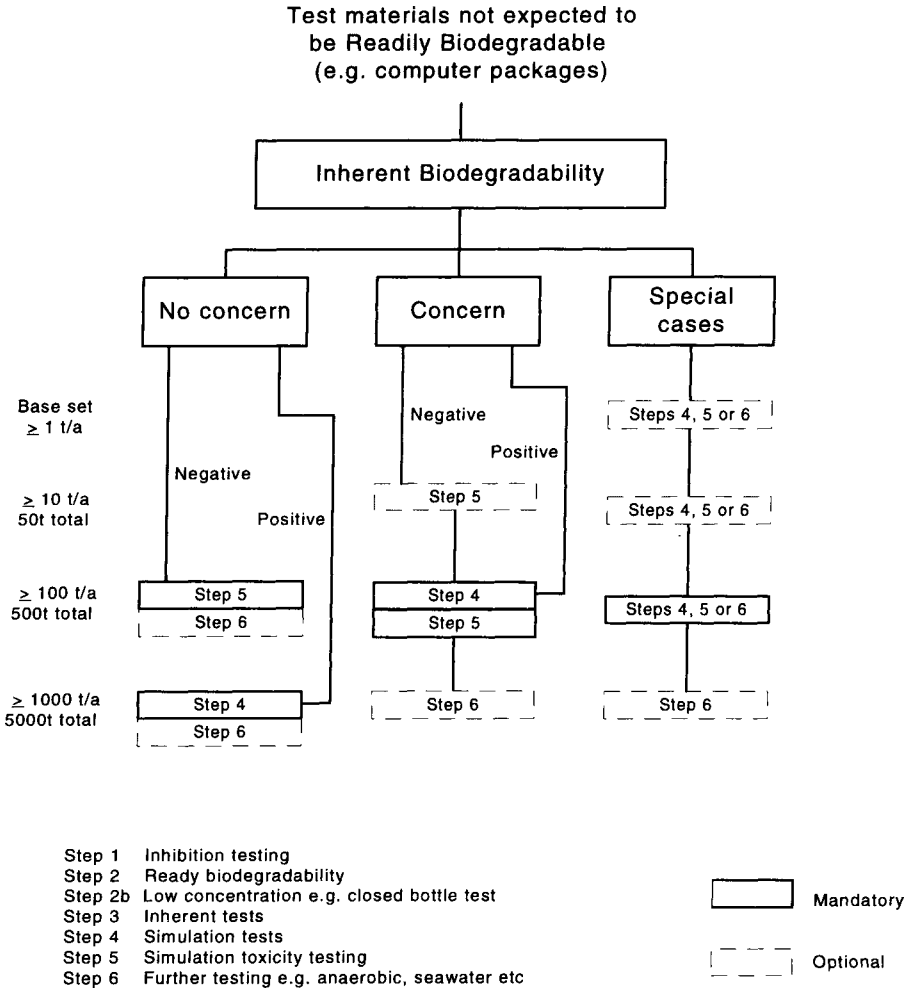 Test materials not expected to
be Readily Biodegradable
(e.g. computer packages)
Inherent Biodegradability
No concern
Concern
Special
cases
Base set
≥ 1 t/a
Negative
Positive
Steps 4, 5 or 6
≥ 10 t/a
50t total
Negative
Positive
Step 5
Steps 4, 5 or 6
≥ 100 t/a
500t total
Step 5
Step 6
Step 4
Step 5
Steps 4, 5 or 6
≥ 1000 t/a
5000t total
Step 4
Step 6
Step 6
Step 6
Step 1 Inhibition testing
Step 2 Ready biodegradability
Step 2b Low concentration e.g. closed bottle test
Step 3 Inherent tests
Step 4 Simulation tests
Step 5 Simulation toxicity testing
Step 6 Further testing e.g. anaerobic, seawater etc
Mandatory
Optional